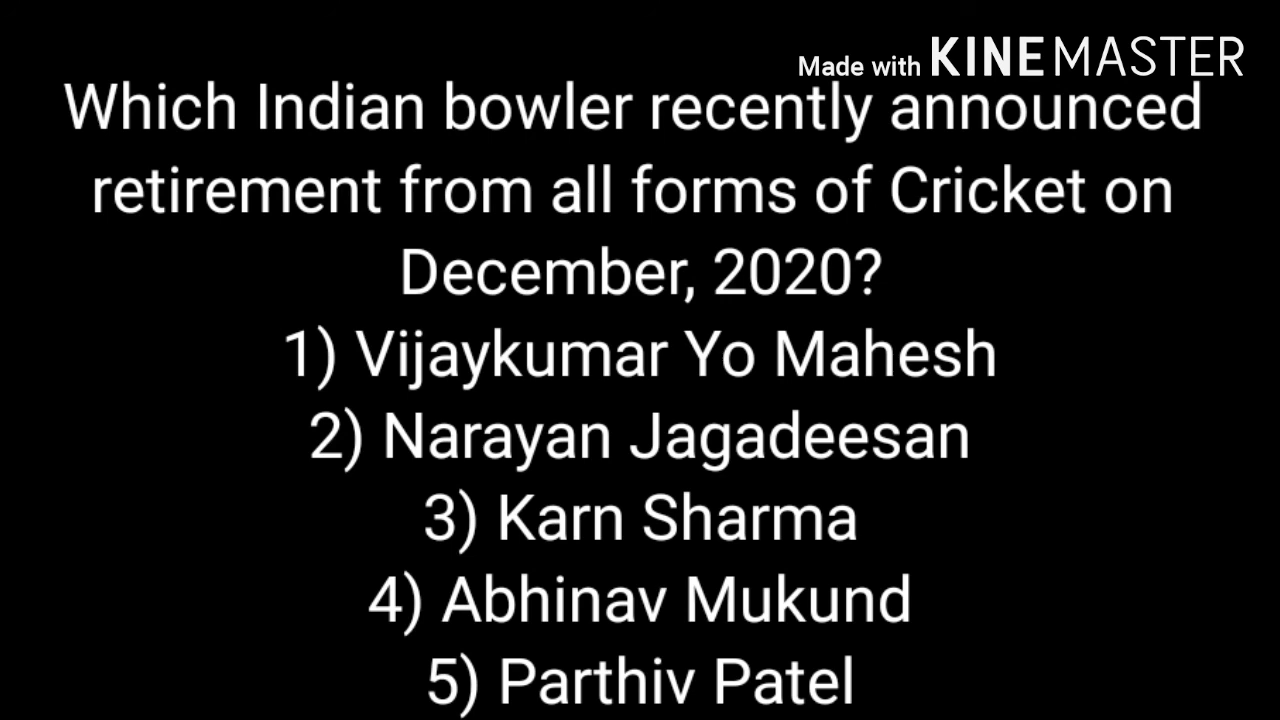 Made with KINEMASTER
Which Indian bowler recently announced
retirement from all forms of Cricket on
December, 2020?
1) Vijaykumar Yo Mahesh
2) Narayan Jagadeesan
3) Karn Sharma
4) Abhinav Mukund
5) Parthiv Patel